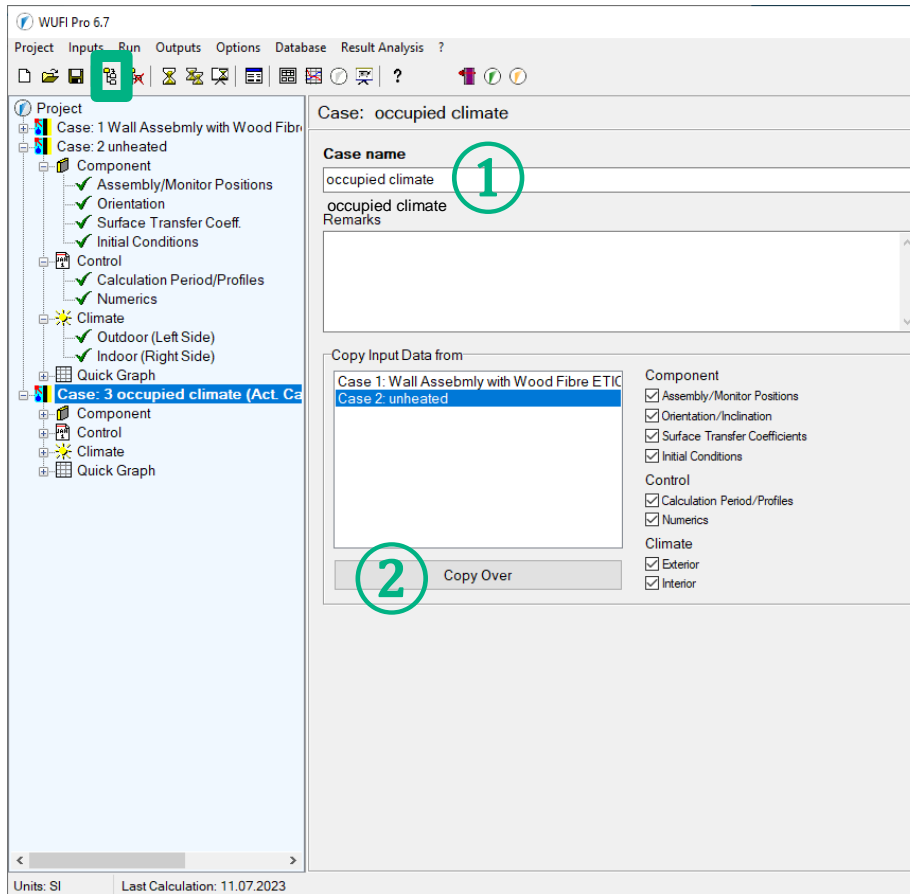 WUFI Pro 6.7
Project Inputs Run Outputs Options Database Result Analysis ?
?
Project
Case: 1 Wall Assebmly with Wood Fibr
Case: 2 unheated
Component
Assembly/Monitor Positions
Orientation
Surface Transfer Coeff.
Initial Conditions
Control
Calculation Period/Profiles
Numerics
Climate
Outdoor (Left Side)
Indoor (Right Side)
Quick Graph
Case: 3 occupied climate (Act. Ca
Component
Control
Climate
Quick Graph
Case: occupied climate
Case name
1
occupied climate
occupied climate
Remarks
Copy Input Data from
Case 1: Wall Assebmly with Wood Fibre ETIC
Case 2: unheated
2
Copy Over
Component
Assembly/Monitor Positions
Orientation/Inclination
Surface Transfer Coefficients
Initial Conditions
Control
Calculation Period/Profiles
Numerics
Climate
Exterior
Interior
Units: SI Last Calculation: 11.07.2023